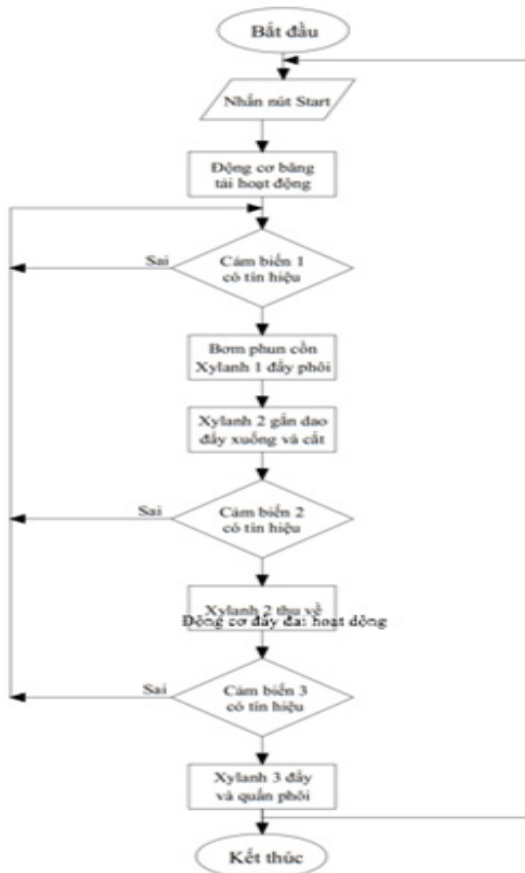 Bắt đầu
Nhấn nút Start
Động cơ băng
tải hoạt động
Cảm biến 1
có tín hiệu
Sai
Bơm phun cồn
Xylanh 1 đẩy phôi
Xylanh 2 gắn dao
đẩy xuống và cắt
Cảm biến 2
có tín hiệu
Sai
Xylanh 2 thu về
Động cơ dây đai hoạt động
Cảm biến 3
có tín hiệu
Sai
Xylanh 3 đẩy
và quấn phôi
Kết thúc